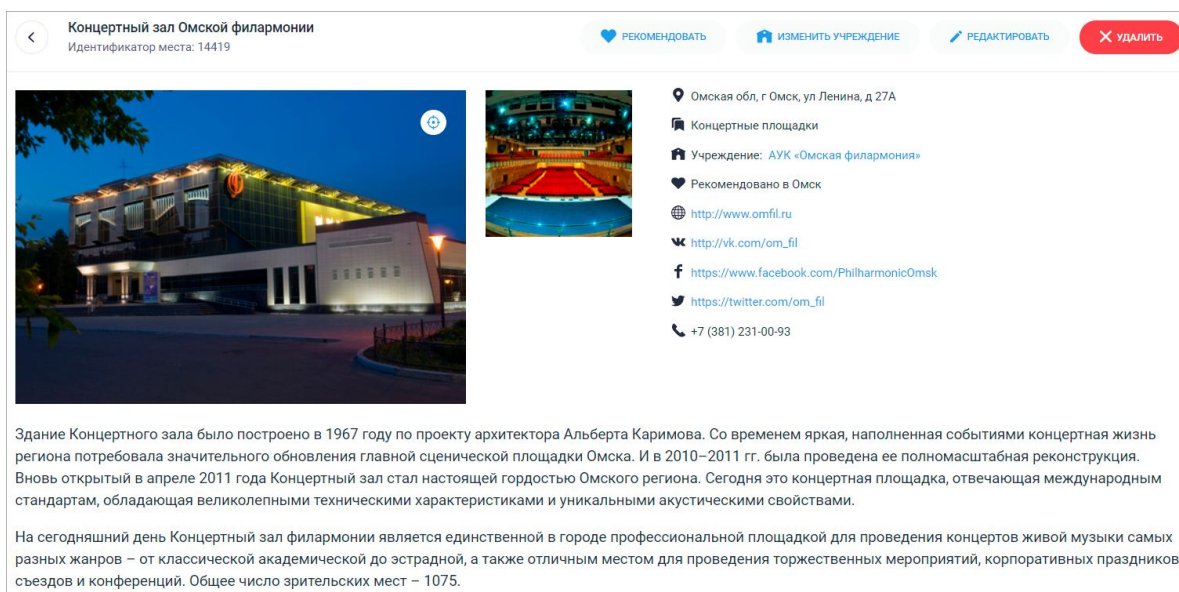 Концертный зал Омской филармонии
Идентификатор места: 14419
РЕКОМЕНДОВАТЬ
ИЗМЕНИТЬ УЧРЕЖДЕНИЕ
РЕДАКТИРОВАТЬ
УДАЛИТЬ
Омская обл, г Омск, ул Ленина, д 27А
Концертные площадки
Учреждение: АУК «Омская филармония»
Рекомендовано в Омск
http://www.omfil.ru
http://vk.com/om_fil
https://www.facebook.com/PhilharmonicOmsk
https://twitter.com/om_fil
+7 (381) 231-00-93
Здание Концертного зала было построено в 1967 году по проекту архитектора Альберта Каримова. Со временем яркая, наполненная событиями концертная жизнь
региона потребовала значительного обновления главной сценической площадки Омска. И в 2010–2011 гг. была проведена ее полномасштабная реконструкция.
Вновь открытый в апреле 2011 года Концертный зал стал настоящей гордостью Омского региона. Сегодня это концертная площадка, отвечающая международным
стандартам, обладающая великолепными техническими характеристиками и уникальными акустическими свойствами.
На сегодняшний день Концертный зал филармонии является единственной в городе профессиональной площадкой для проведения концертов живой музыки самых
разных жанров – от классической академической до эстрадной, а также отличным местом для проведения торжественных мероприятий, корпоративных праздников
съездов и конференций. Общее число зрительских мест – 1075.